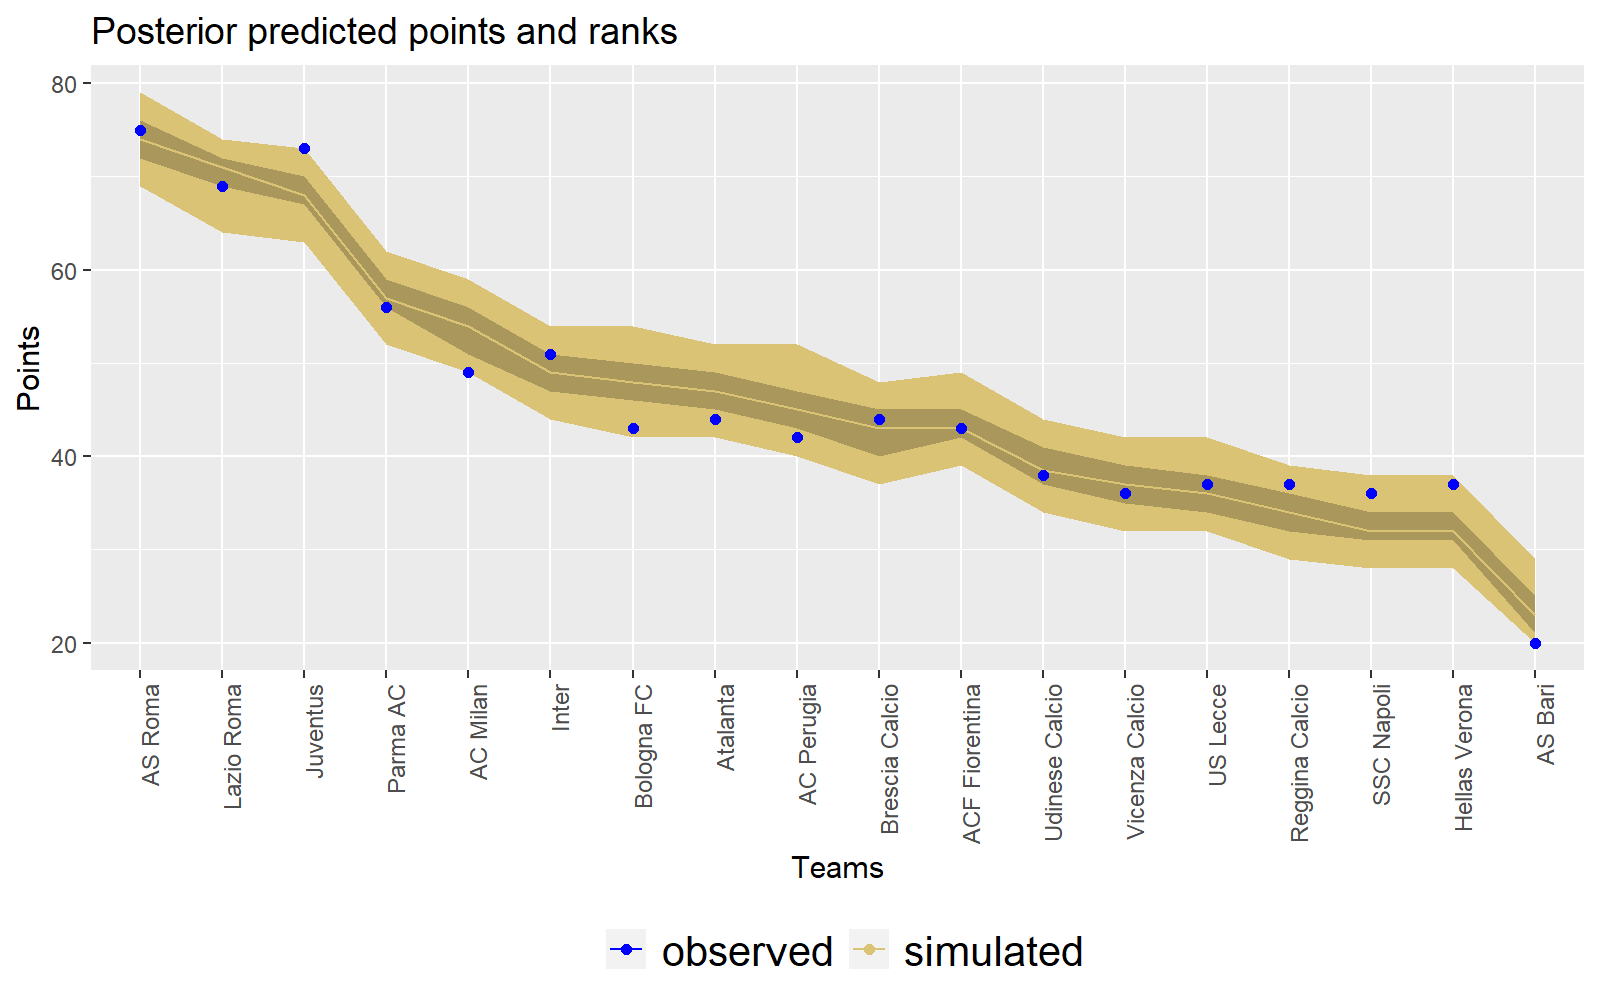 Posterior predicted points and ranks
80
60
40
20
Points
AS Roma
Lazio Roma
Juventus
Parma AC
AC Milan
Inter
Bologna FC
Atalanta
AC Perugia
Brescia Calcio
ACF Fiorentina
Udinese Calcio
Vicenza Calcio
US Lecce
Reggina Calcio
SSC Napoli
Hellas Verona
AS Bari
Teams
observed simulated